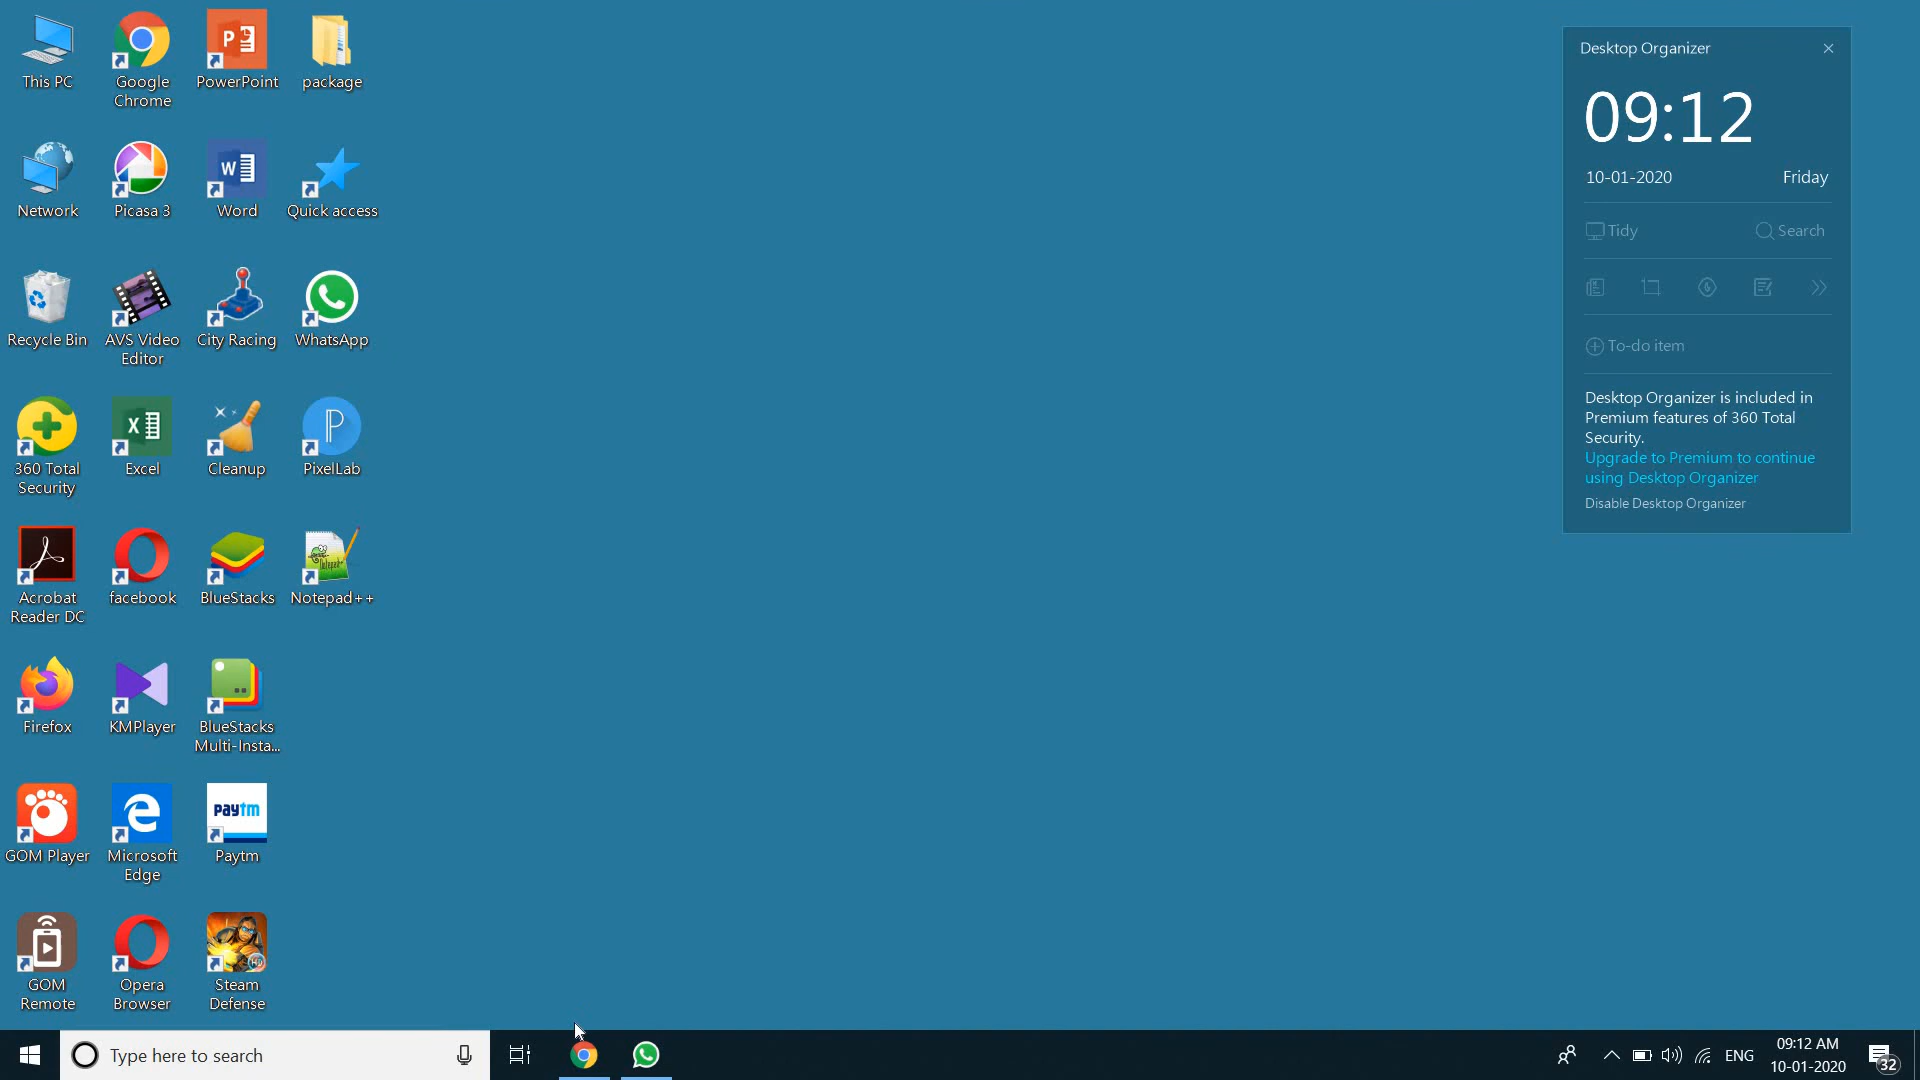 This PC
Google
Chrome
PowerPoint
package
Network
Picasa 3
Word
Quick access
Recycle Bin
AVS Video
Editor
City Racing
WhatsApp
360 Total
Security
Excel
Cleanup
PixelLab
Acrobat
Reader DC
facebook
BlueStacks
Notepad++
Firefox
KMPlayer
BlueStacks
Multi-Insta...
GOM Player
Microsoft
Edge
paytm
Paytm
GOM
Remote
Opera
Browser
Steam
Defense
Desktop Organizer
09:12
10-01-2020 Friday
Tidy Search
To-do item
Desktop Organizer is included in
Premium features of 360 Total
Security.
Upgrade to Premium to continue
using Desktop Organizer
Disable Desktop Organizer
Type here to search
ENG
09:12 AM
10-01-2020
32